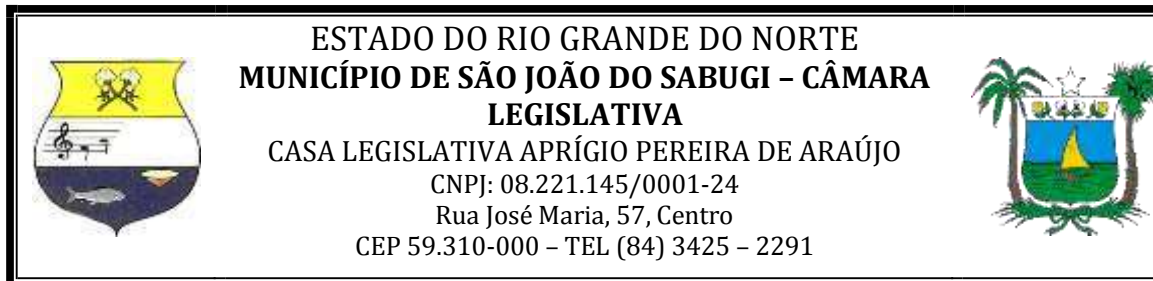 ESTADO DO RIO GRANDE DO NORTE
MUNICÍPIO DE SÃO JOÃO DO SABUGI – CÂMARA
LEGISLATIVA
CASA LEGISLATIVA APRÍGIO PEREIRA DE ARAÚJO
CNPJ: 08.221.145/0001-24
Rua José Maria, 57, Centro
CEP 59.310-000 – TEL (84) 3425 – 2291